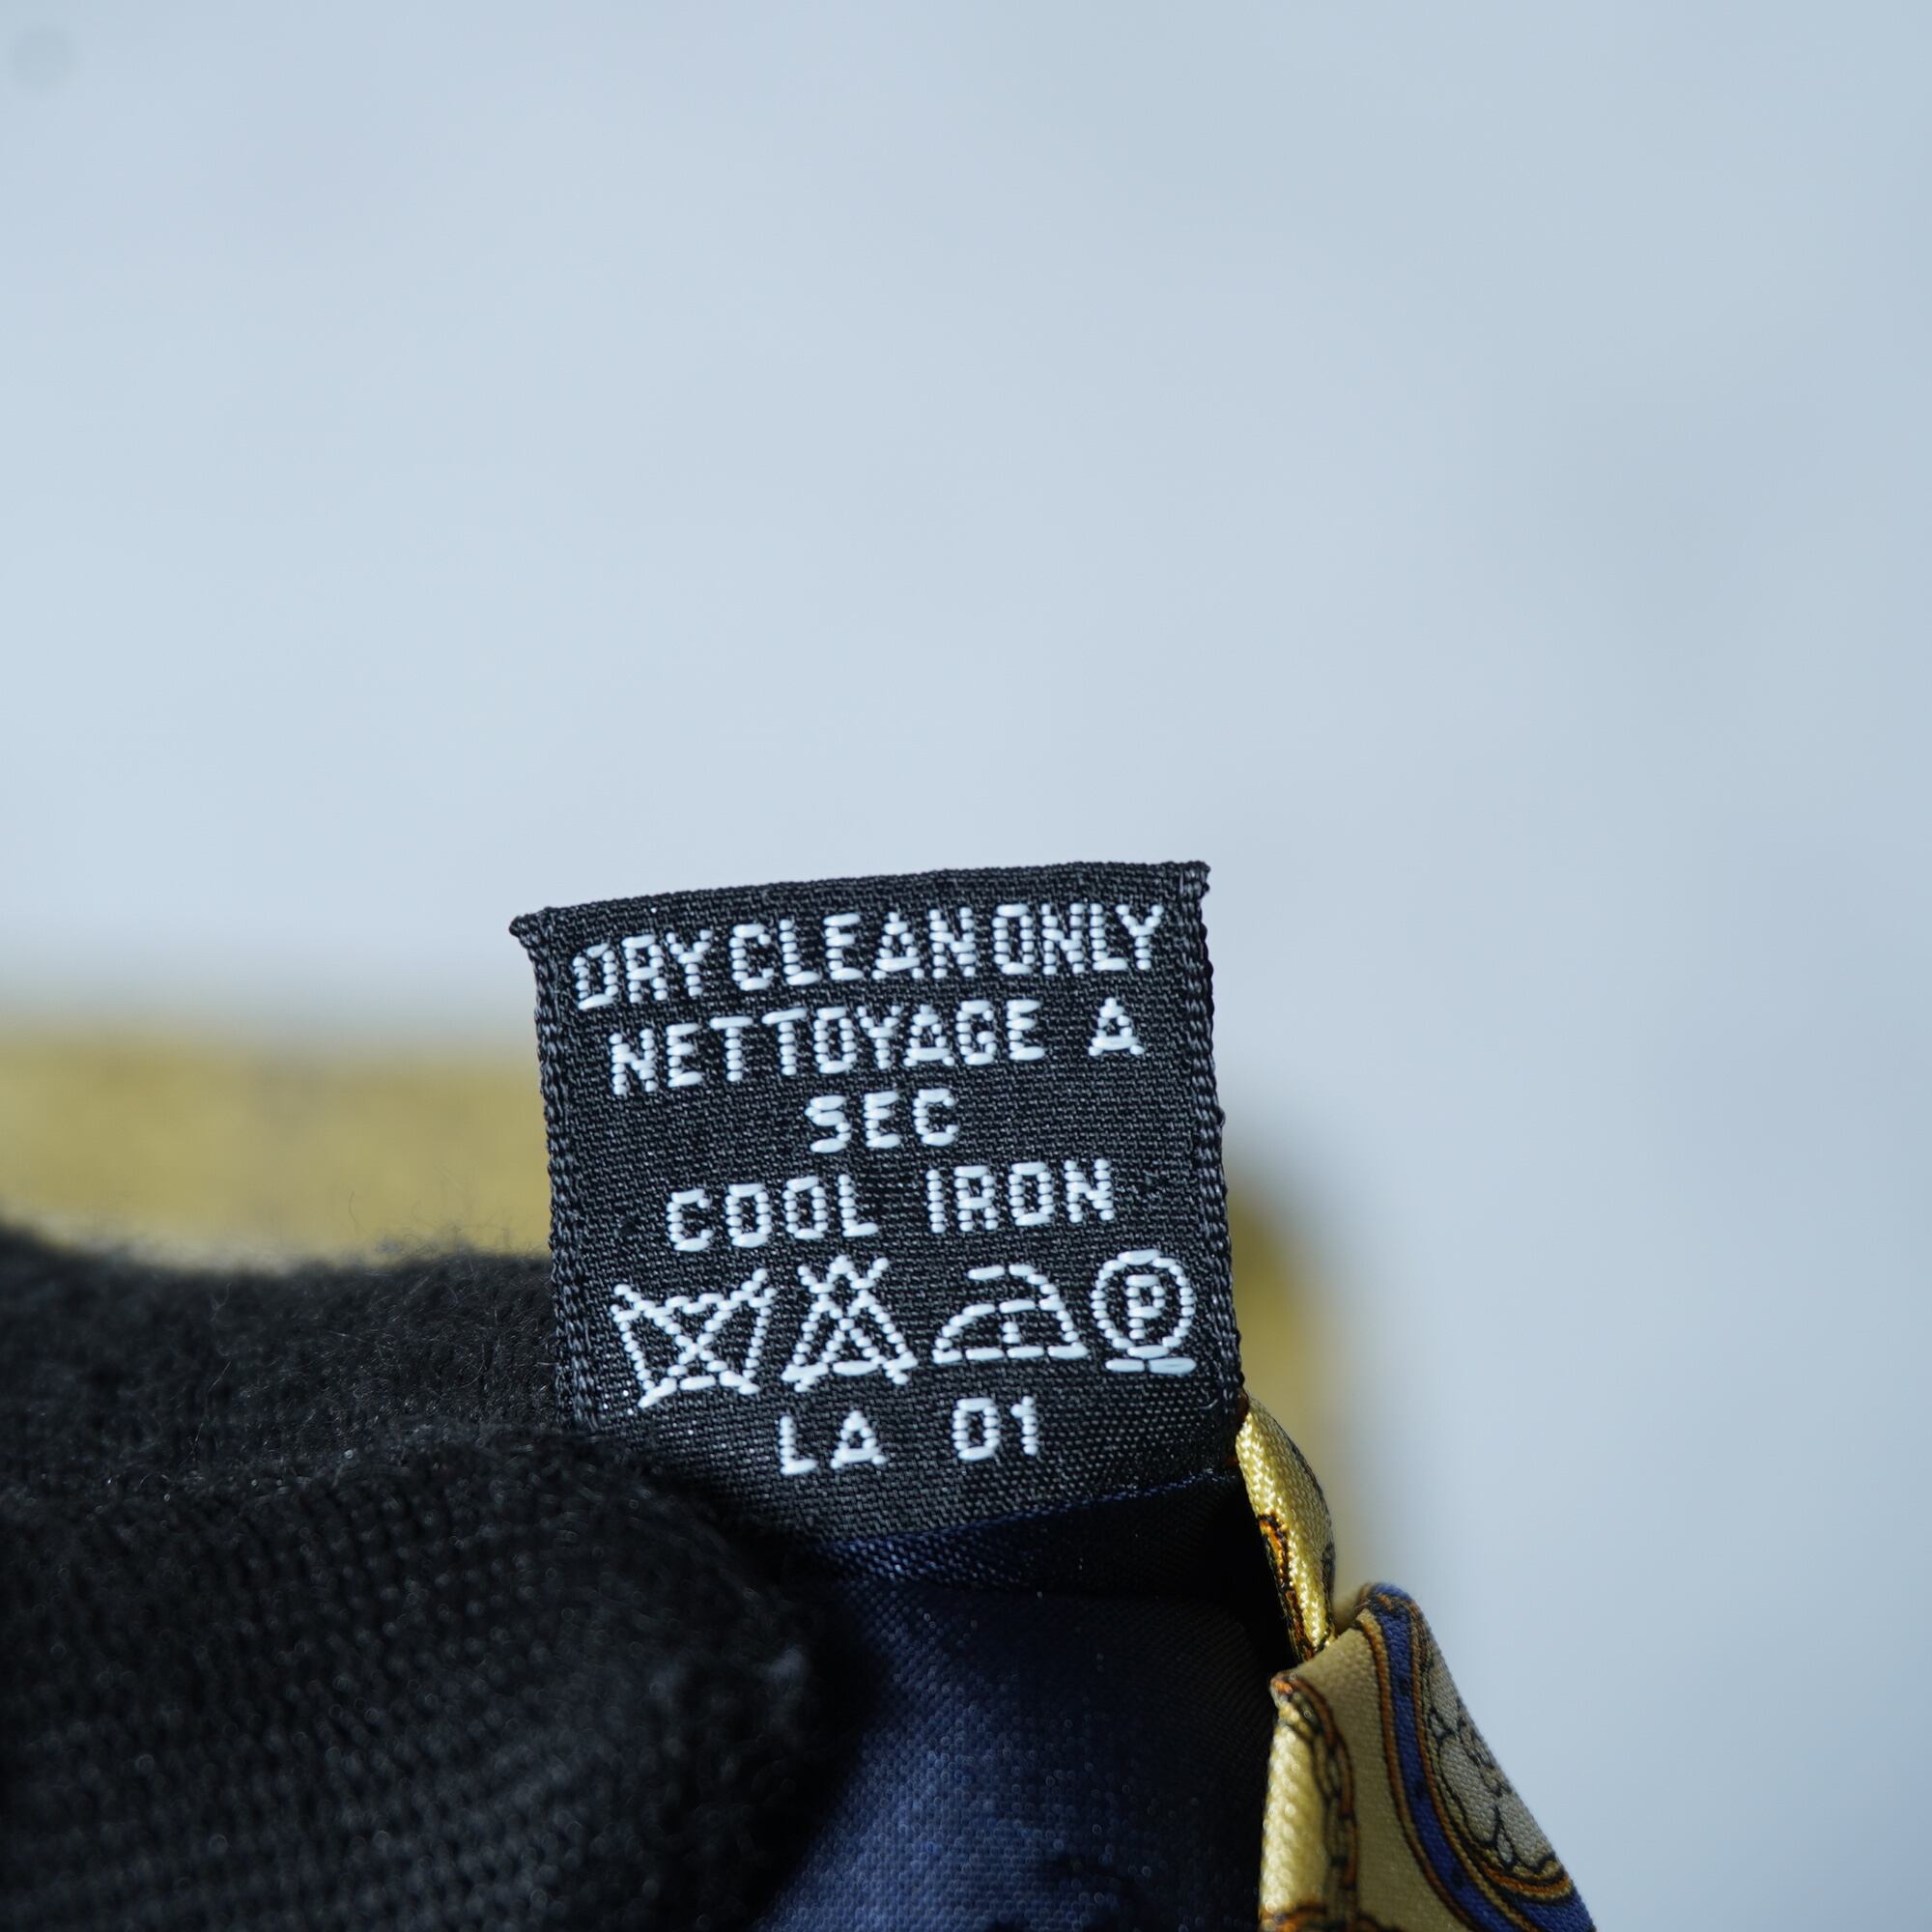 DRY CLEAN ONLY
NETTOYAGE A
SEC
COOL IRON
P
LA 01